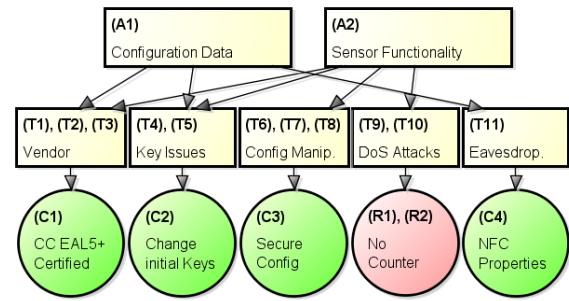 (A1)
Configuration Data
(A2)
Sensor Functionality
(T1), (T2), (T3)
Vendor
(T4), (T5)
Key Issues
(T6), (T7), (T8)
Config Manip.
(T9), (T10)
DoS Attacks
(T11)
Eavesdrop.
(C1)
CC EAL5+
Certified
(C2)
Change
initial Keys
(C3)
Secure
Config
(R1), (R2)
No
Counter
(C4)
NFC
Properties